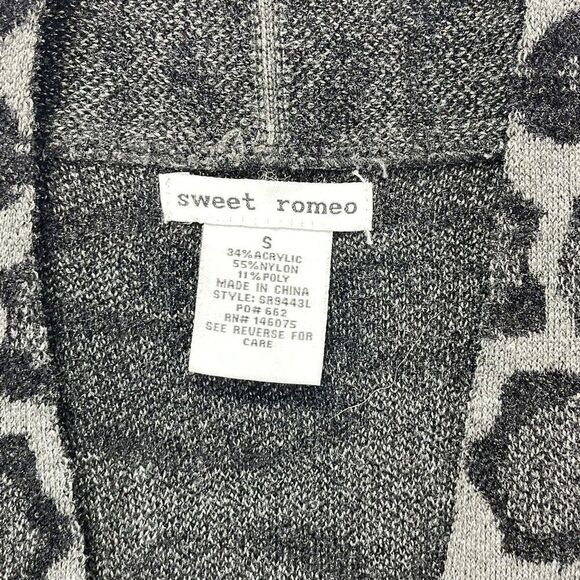 sweet romeo
S
34%ACRYLIC
55%NYLON
11%POLY
MADE IN CHINA
STYLE: SR9443L
PO# 662
RN# 146075
SEE REVERSE FOR
CARE